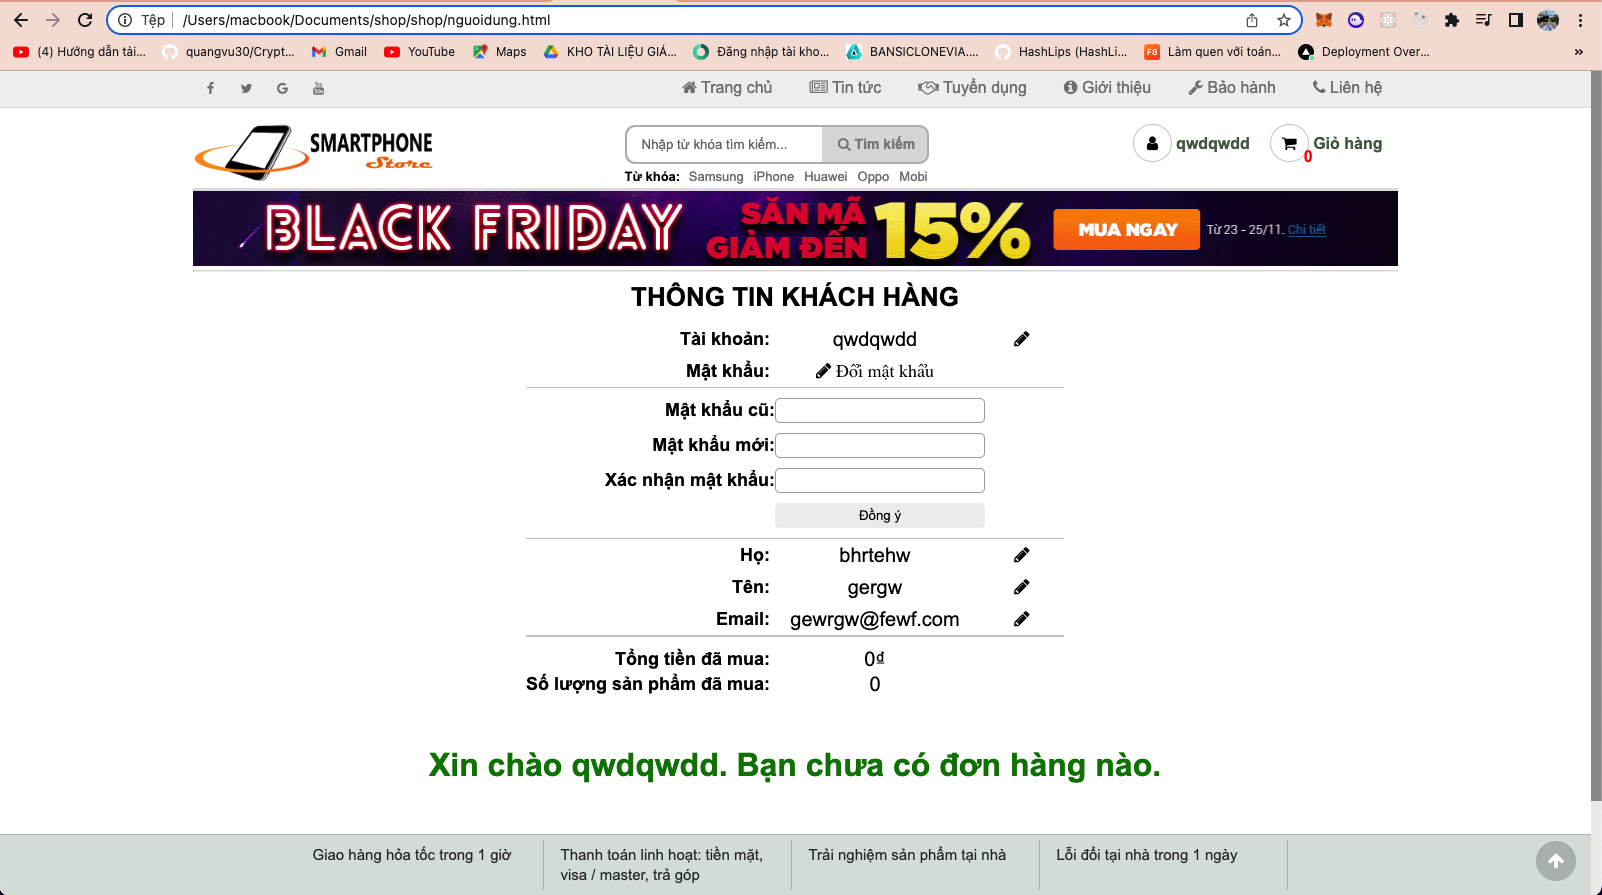 Tệp /Users/macbook/Documents/shop/shop/nguoidung.html
(4) Hướng dẫn tải... quangvu30/Crypt... Gmail YouTube Maps KHO TÀI LIỆU GIÁ... Đăng nhập tài kho... BANSICLONEVIA.... HashLips (HashLi... F8 Làm quen với toán... Deployment Over... »
Trang chủ Tin tức Tuyển dụng Giới thiệu Bảo hành Liên hệ
SMARTPHONE
Store
Nhập từ khóa tìm kiếm... Tìm kiếm
qwdqwdd 0 Giỏ hàng
Từ khóa: Samsung iPhone Huawei Oppo Mobi
BLACK FRIDAY SĂN MÃ GIẢM ĐẾN 15% MUA NGAY Từ 23 - 25/11. Chi tiết
THÔNG TIN KHÁCH HÀNG
Tài khoản: qwdqwdd
Mật khẩu: Đổi mật khẩu
Mật khẩu cũ:
Mật khẩu mới:
Xác nhận mật khẩu:
Đồng ý
Họ: bhrtehw
Tên: gergw
Email: gewrgw@fewf.com
Tổng tiền đã mua: 0₫
Số lượng sản phẩm đã mua: 0
Xin chào qwdqwdd. Bạn chưa có đơn hàng nào.
Giao hàng hỏa tốc trong 1 giờ
Thanh toán linh hoạt: tiền mặt,
visa / master, trả góp
Trải nghiệm sản phẩm tại nhà
Lỗi đổi tại nhà trong 1 ngày